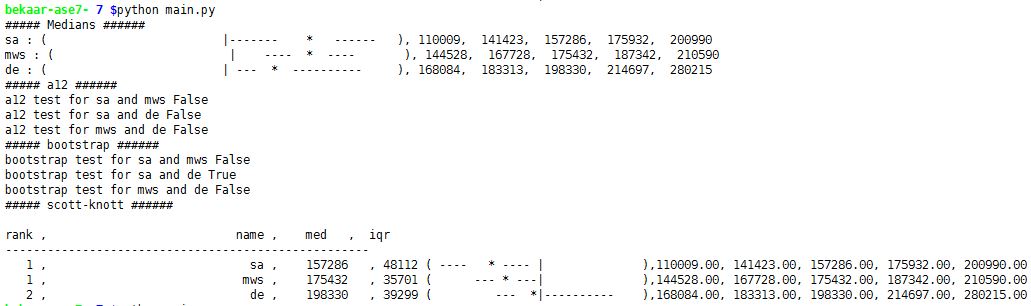 bekaar-ase7- 7 $python main.py
##### Medians ######
sa : (                         |-------    *   ------   ), 110009,  141423,  157286,  175932,  200990
mws : (                         |    ----  *  ----       ), 144528,  167728,  175432,  187342,  210590
de : (                         | ---  *  ----------     ), 168084,  183313,  198330,  214697,  280215
##### a12 ######
a12 test for sa and mws False
a12 test for sa and de False
a12 test for mws and de False
##### bootstrap ######
bootstrap test for sa and mws False
bootstrap test for sa and de True
bootstrap test for mws and de False
##### scott-knott ######
rank ,                           name ,    med   ,  iqr
----------------------------------------------------
   1 ,                             sa ,    157286   , 48112 ( ----   * ---- |              ),110009.00, 141423.00, 157286.00, 175932.00, 200990.00
   1 ,                            mws ,    175432   , 35701 (      --- * ---|              ),144528.00, 167728.00, 175432.00, 187342.00, 210590.00
   2 ,                             de ,    198330   , 39299 (         ---  *|----------    ),168084.00, 183313.00, 198330.00, 214697.00, 280215.00